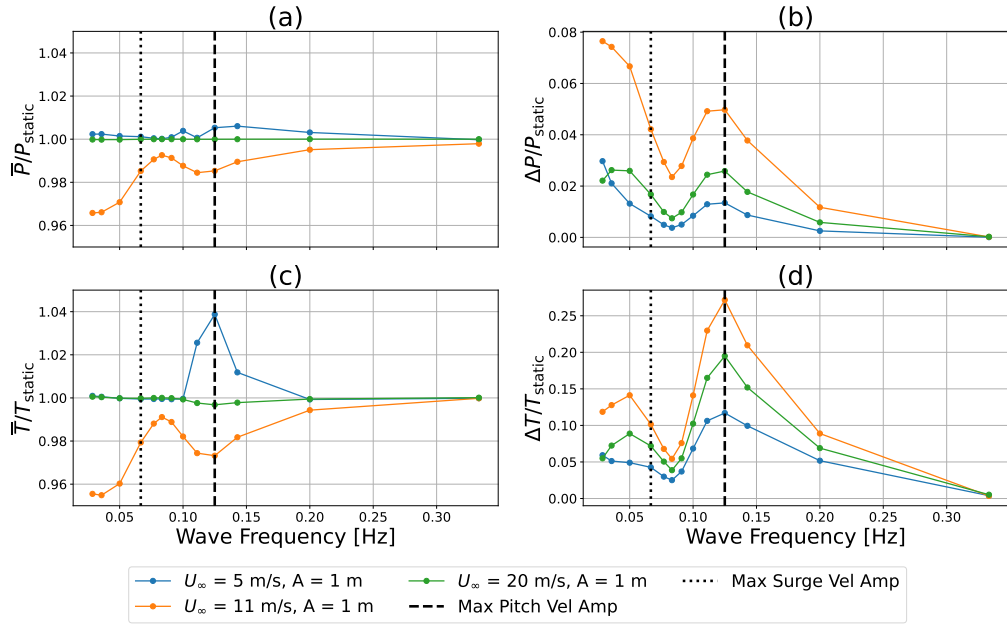 (a)
(b)
1.04
1.02
1.00
0.98
0.96
P̅/P_static
0.08
0.06
0.04
0.02
0.00
ΔP/P_static
(c)
(d)
1.04
1.02
1.00
0.98
0.96
T̅/T_static
0.25
0.20
0.15
0.10
0.05
0.00
ΔT/T_static
0.05 0.10 0.15 0.20 0.25 0.30
0.05 0.10 0.15 0.20 0.25 0.30
Wave Frequency [Hz]
Wave Frequency [Hz]
U∞ = 5 m/s, A = 1 m
U∞ = 20 m/s, A = 1 m
Max Surge Vel Amp
U∞ = 11 m/s, A = 1 m
Max Pitch Vel Amp